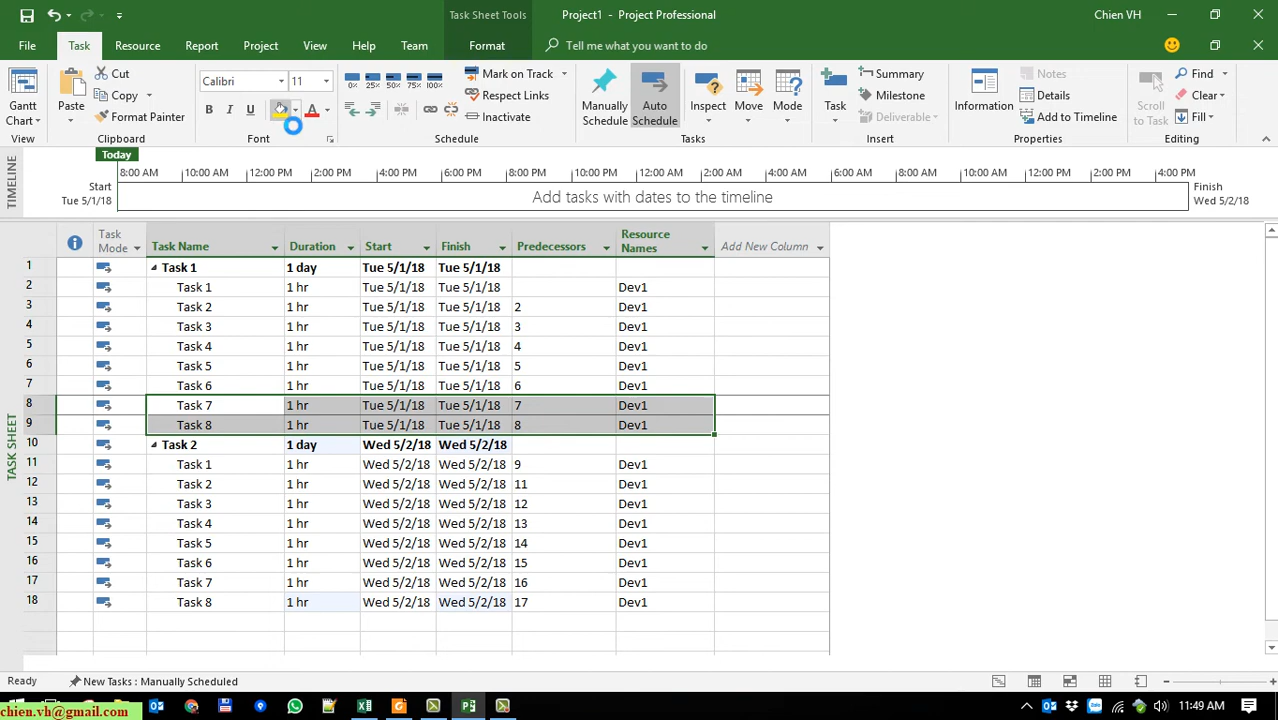 Task Sheet Tools
Project1 - Project Professional
Chien VH
File Task Resource Report Project View Help Team Format Tell me what you want to do
Gantt Chart
View
Paste
Cut
Copy
Format Painter
Clipboard
Calibri 11
B I U A
Font
0% 25% 50% 75% 100%
Mark on Track
Respect Links
Inactivate
Schedule
Manually Schedule
Auto Schedule
Inspect
Move
Mode
Tasks
Task
Summary
Milestone
Deliverable
Insert
Information
Notes
Details
Add to Timeline
Properties
Scroll to Task
Find
Clear
Fill
Editing
Today
TIMELINE
8:00 AM 10:00 AM 12:00 PM 2:00 PM 4:00 PM 6:00 PM 8:00 PM 10:00 PM 12:00 AM 2:00 AM 4:00 AM 6:00 AM 8:00 AM 10:00 AM 12:00 PM 2:00 PM 4:00 PM
Start
Tue 5/1/18
Add tasks with dates to the timeline
Finish
Wed 5/2/18
TASK SHEET
Task Mode Task Name Duration Start Finish Predecessors Resource Names Add New Column
1 Task 1 1 day Tue 5/1/18 Tue 5/1/18
2 Task 1 1 hr Tue 5/1/18 Tue 5/1/18 Dev1
3 Task 2 1 hr Tue 5/1/18 Tue 5/1/18 2 Dev1
4 Task 3 1 hr Tue 5/1/18 Tue 5/1/18 3 Dev1
5 Task 4 1 hr Tue 5/1/18 Tue 5/1/18 4 Dev1
6 Task 5 1 hr Tue 5/1/18 Tue 5/1/18 5 Dev1
7 Task 6 1 hr Tue 5/1/18 Tue 5/1/18 6 Dev1
8 Task 7 1 hr Tue 5/1/18 Tue 5/1/18 7 Dev1
9 Task 8 1 hr Tue 5/1/18 Tue 5/1/18 8 Dev1
10 Task 2 1 day Wed 5/2/18 Wed 5/2/18
11 Task 1 1 hr Wed 5/2/18 Wed 5/2/18 9 Dev1
12 Task 2 1 hr Wed 5/2/18 Wed 5/2/18 11 Dev1
13 Task 3 1 hr Wed 5/2/18 Wed 5/2/18 12 Dev1
14 Task 4 1 hr Wed 5/2/18 Wed 5/2/18 13 Dev1
15 Task 5 1 hr Wed 5/2/18 Wed 5/2/18 14 Dev1
16 Task 6 1 hr Wed 5/2/18 Wed 5/2/18 15 Dev1
17 Task 7 1 hr Wed 5/2/18 Wed 5/2/18 16 Dev1
18 Task 8 1 hr Wed 5/2/18 Wed 5/2/18 17 Dev1
Ready New Tasks : Manually Scheduled
chien.vh@gmail.com
11:49 AM